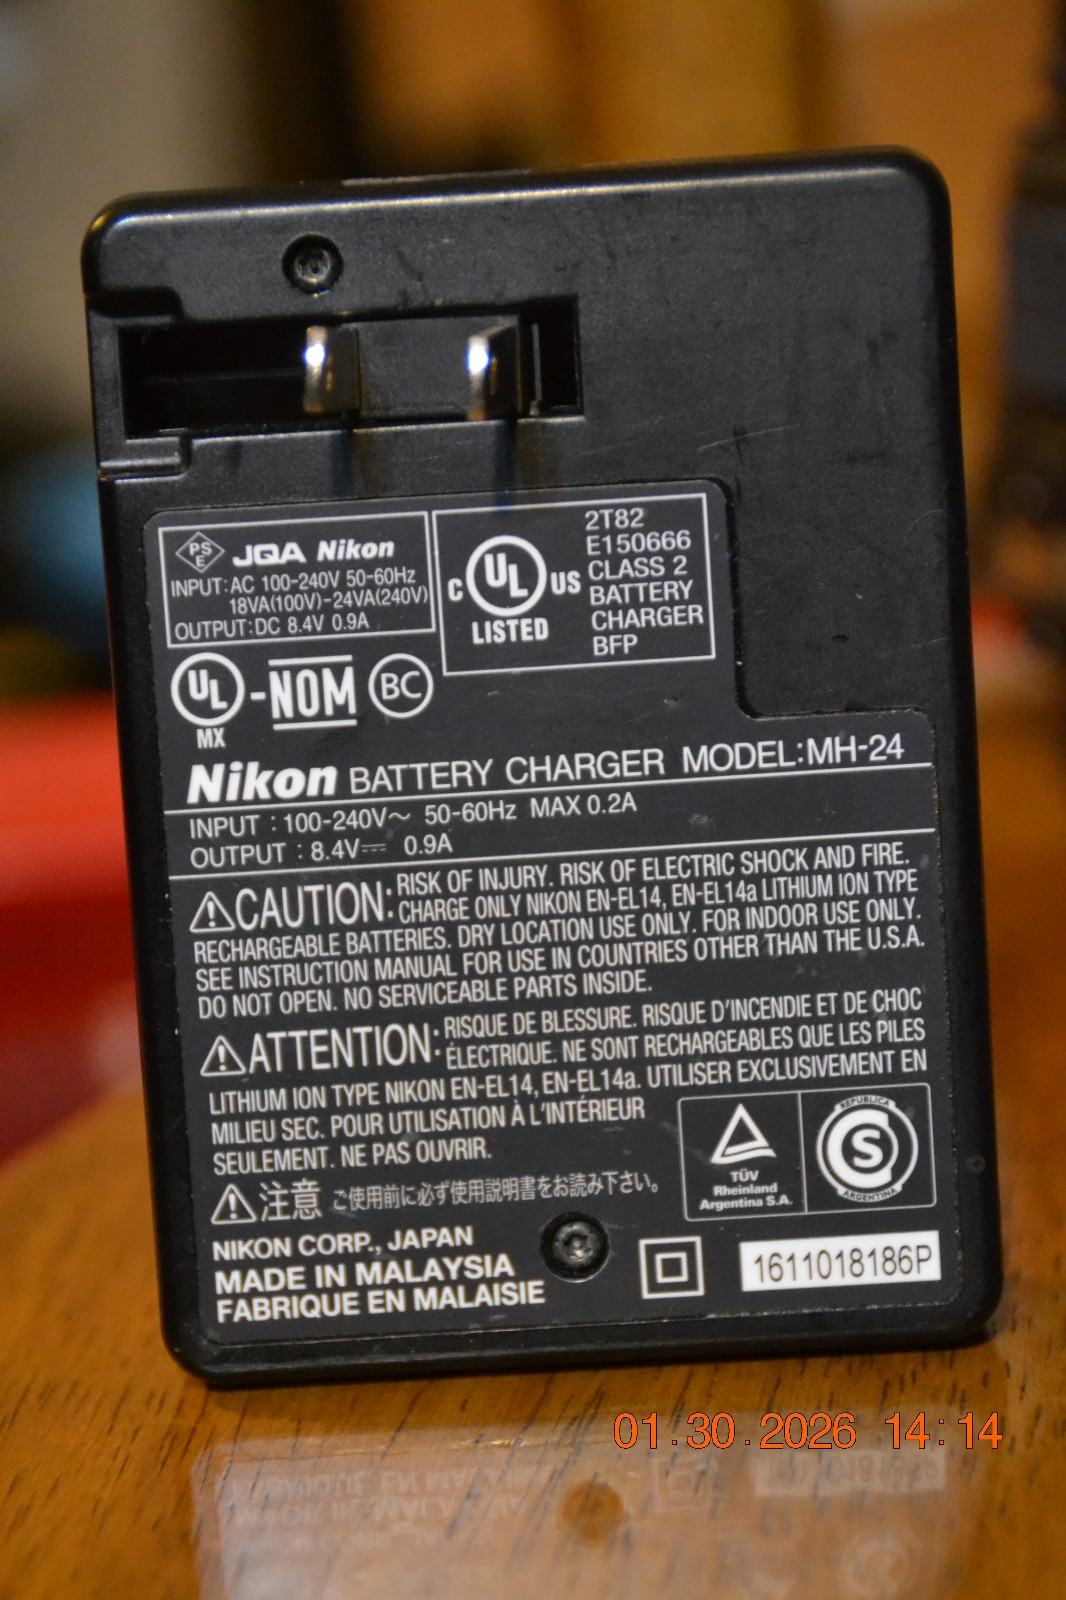 PSE JQA Nikon
INPUT:AC 100-240V 50-60Hz
18VA(100V)-24VA(240V)
OUTPUT:DC 8.4V 0.9A
C UL US
LISTED
2T82
E150666
CLASS 2
BATTERY
CHARGER
BFP
UL -NOM BC
MX
Nikon BATTERY CHARGER MODEL:MH-24
INPUT : 100-240V～ 50-60Hz MAX 0.2A
OUTPUT : 8.4V⎓ 0.9A
⚠CAUTION: RISK OF INJURY. RISK OF ELECTRIC SHOCK AND FIRE.
CHARGE ONLY NIKON EN-EL14, EN-EL14a LITHIUM ION TYPE
RECHARGEABLE BATTERIES. DRY LOCATION USE ONLY. FOR INDOOR USE ONLY.
SEE INSTRUCTION MANUAL FOR USE IN COUNTRIES OTHER THAN THE U.S.A.
DO NOT OPEN. NO SERVICEABLE PARTS INSIDE.
⚠ATTENTION: RISQUE DE BLESSURE. RISQUE D'INCENDIE ET DE CHOC
ÉLECTRIQUE. NE SONT RECHARGEABLES QUE LES PILES
LITHIUM ION TYPE NIKON EN-EL14, EN-EL14a. UTILISER EXCLUSIVEMENT EN
MILIEU SEC. POUR UTILISATION À L'INTÉRIEUR
SEULEMENT. NE PAS OUVRIR.
⚠注意 ご使用前に必ず使用説明書をお読み下さい。
TÜV
Rheinland
Argentina S.A.
REPUBLICA
S
ARGENTINA
NIKON CORP., JAPAN
MADE IN MALAYSIA
FABRIQUE EN MALAISIE
1611018186P
01.30.2026 14:14